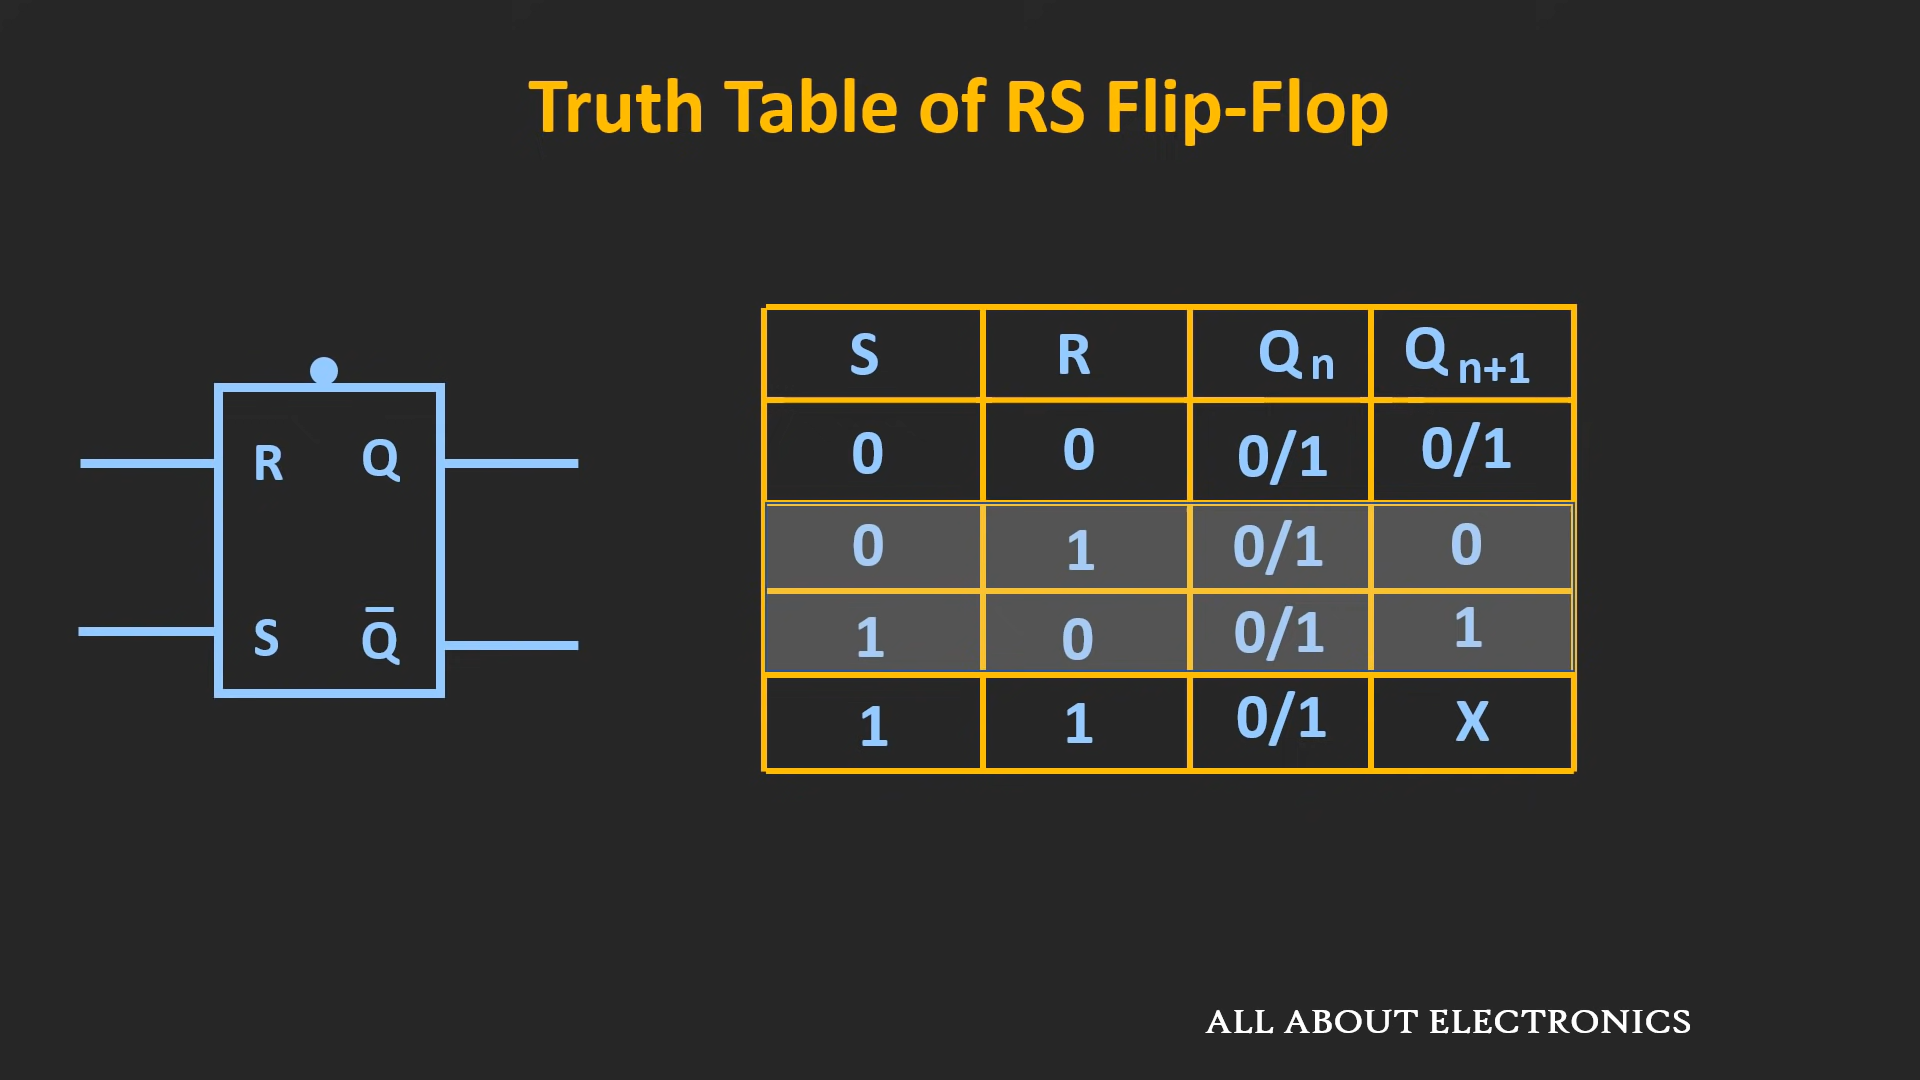 Truth Table of RS Flip-Flop
R Q
S Q̅
S R Qn Qn+1
0 0 0/1 0/1
0 1 0/1 0
1 0 0/1 1
1 1 0/1 X
ALL ABOUT ELECTRONICS